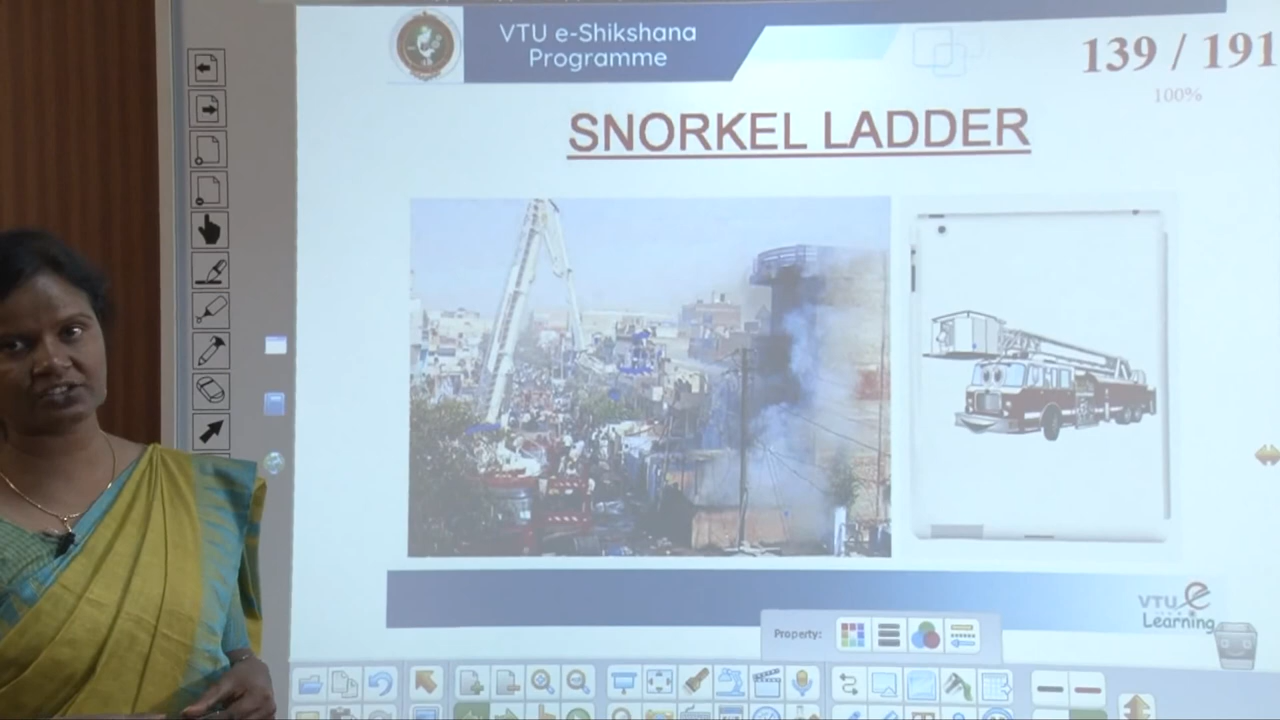 VTU e-Shikshana
Programme
139 / 191
100%
SNORKEL LADDER
VTU e
Learning
Property: